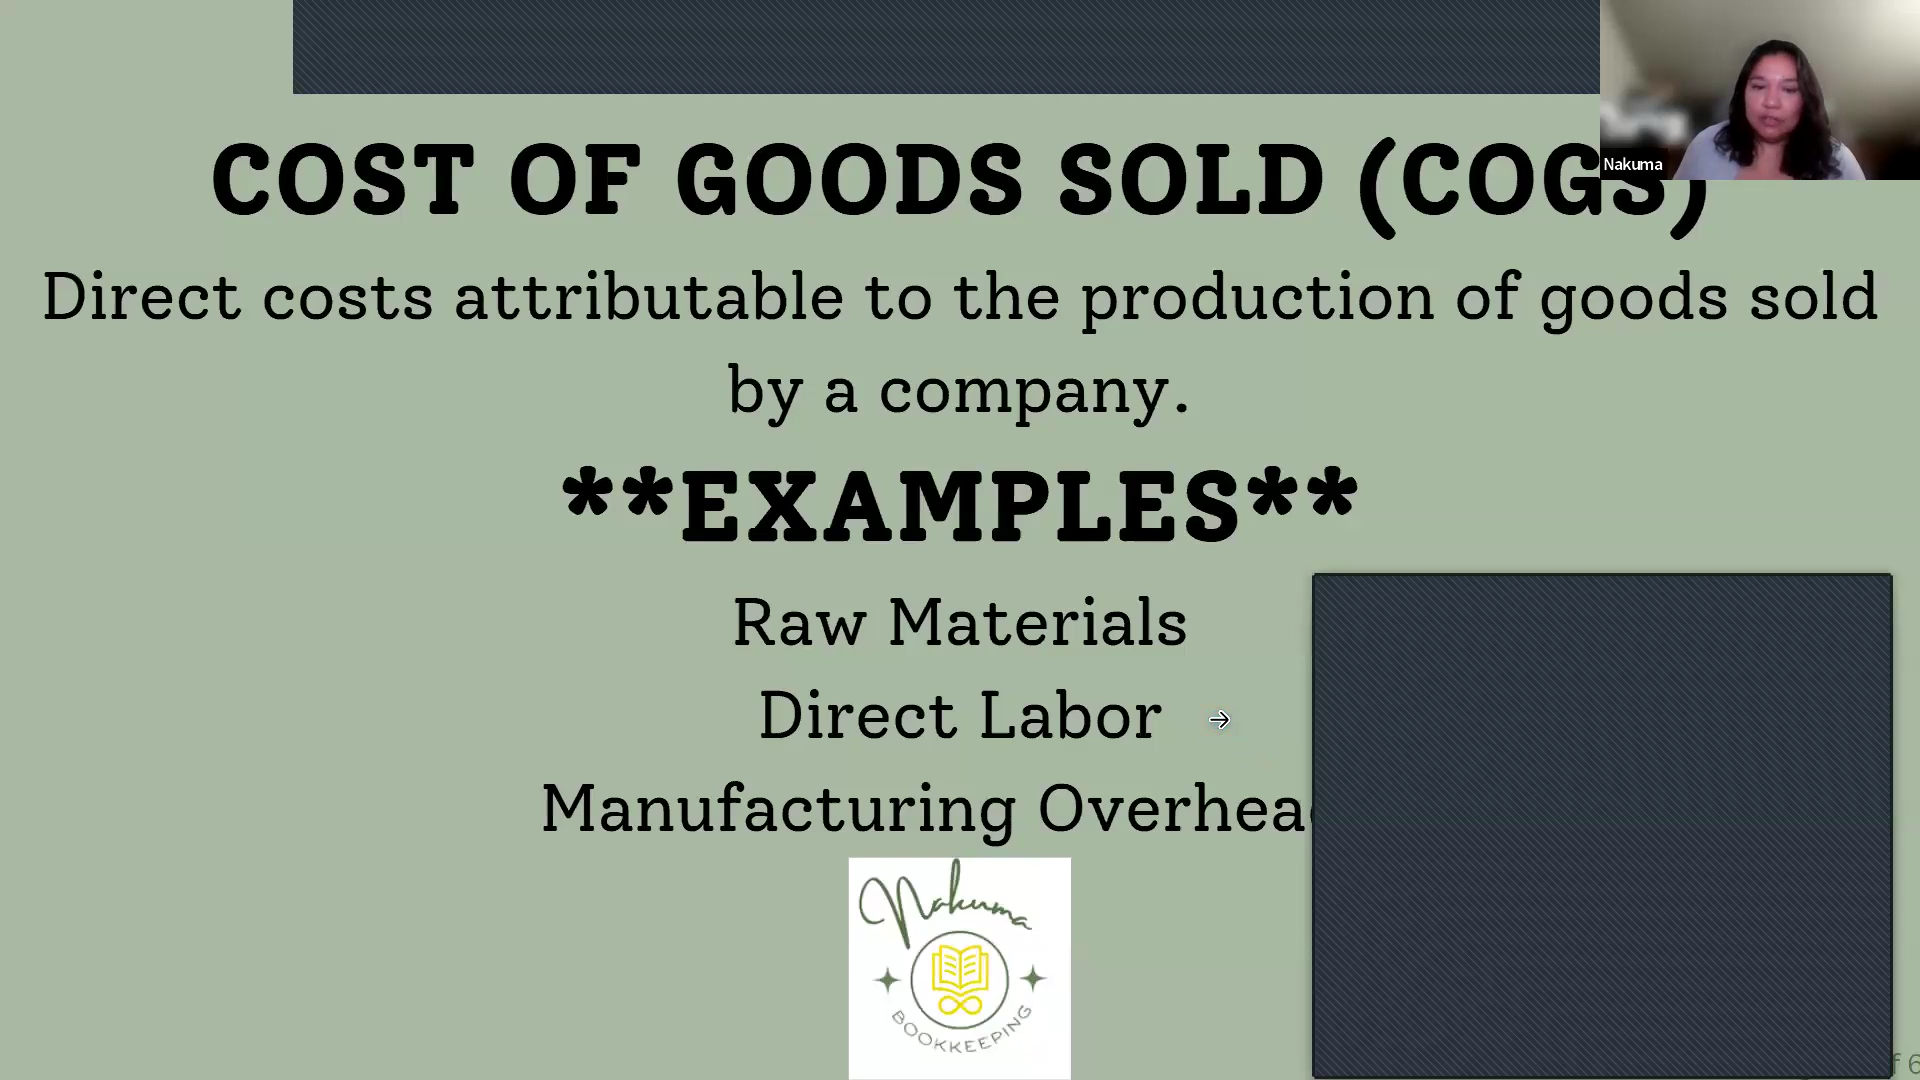 COST OF GOODS SOLD (COGS)
Nakuma
Direct costs attributable to the production of goods sold
by a company.
**EXAMPLES**
Raw Materials
Direct Labor
Manufacturing
Nakuma
BOOKKEEPING